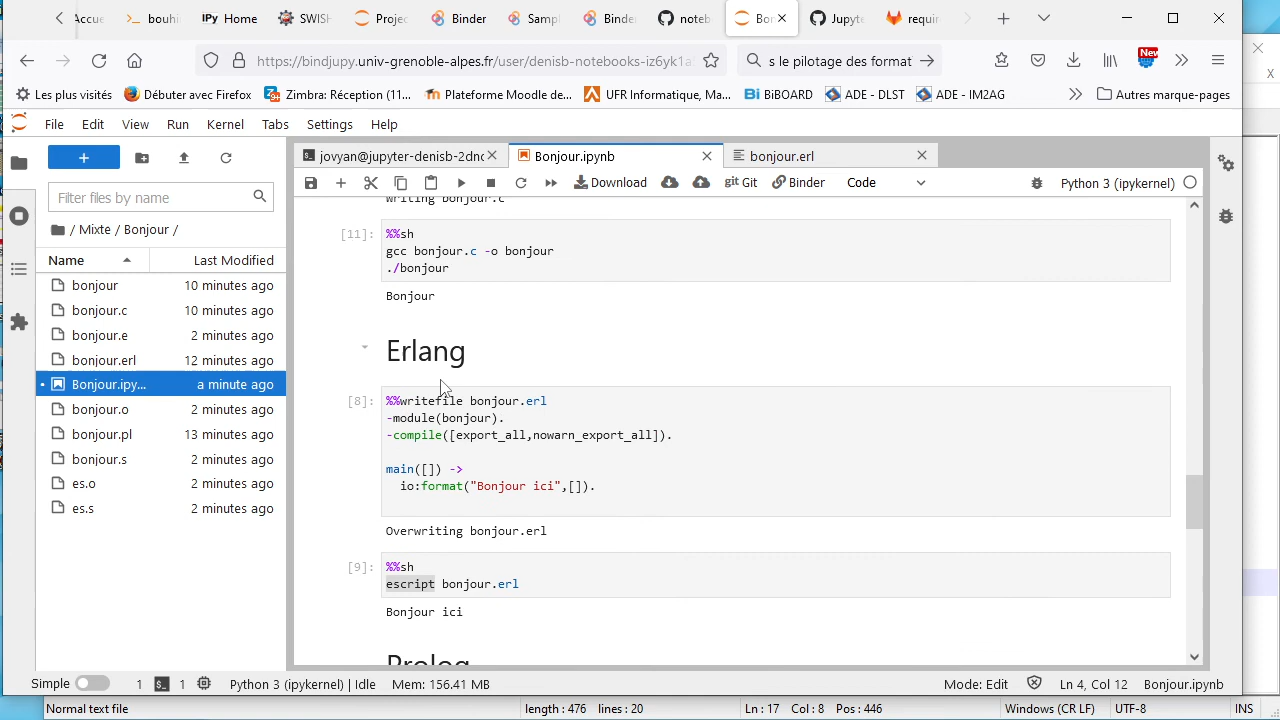 Accue
bouhi
IPy Home
SWISH
Projec
Binder
Sampl
Binde
noteb
Bon
Jupyte
requir
https://bindjupy.univ-grenoble-alpes.fr/user/denisb-notebooks-iz6yk1a
s le pilotage des format
New
Les plus visités
Débuter avec Firefox
Zimbra: Réception (11...
Plateforme Moodle de...
UFR Informatique, Ma...
BiBOARD
ADE - DLST
ADE - IM2AG
Autres marque-pages
X
File Edit View Run Kernel Tabs Settings Help
jovyan@jupyter-denisb-2dno
Bonjour.ipynb
bonjour.erl
Download
git Git
Binder
Code
Python 3 (ipykernel)
Filter files by name
/ Mixte / Bonjour /
Name Last Modified
bonjour 10 minutes ago
bonjour.c 10 minutes ago
bonjour.e 2 minutes ago
bonjour.erl 12 minutes ago
Bonjour.ipy... a minute ago
bonjour.o 2 minutes ago
bonjour.pl 13 minutes ago
bonjour.s 2 minutes ago
es.o 2 minutes ago
es.s 2 minutes ago
Writing bonjour.c
[11]: %%sh
gcc bonjour.c -o bonjour
./bonjour
Bonjour
Erlang
[8]: %%writefile bonjour.erl
-module(bonjour).
-compile([export_all,nowarn_export_all]).
main([]) ->
io:format("Bonjour ici",[]).
Overwriting bonjour.erl
[9]: %%sh
escript bonjour.erl
Bonjour ici
Prolog
Simple 1 1 Python 3 (ipykernel) | Idle Mem: 156.41 MB Mode: Edit Ln 4, Col 12 Bonjour.ipynb
Normal text file length : 476 lines : 20 Ln : 17 Col : 8 Pos : 446 Windows (CR LF) UTF-8 INS